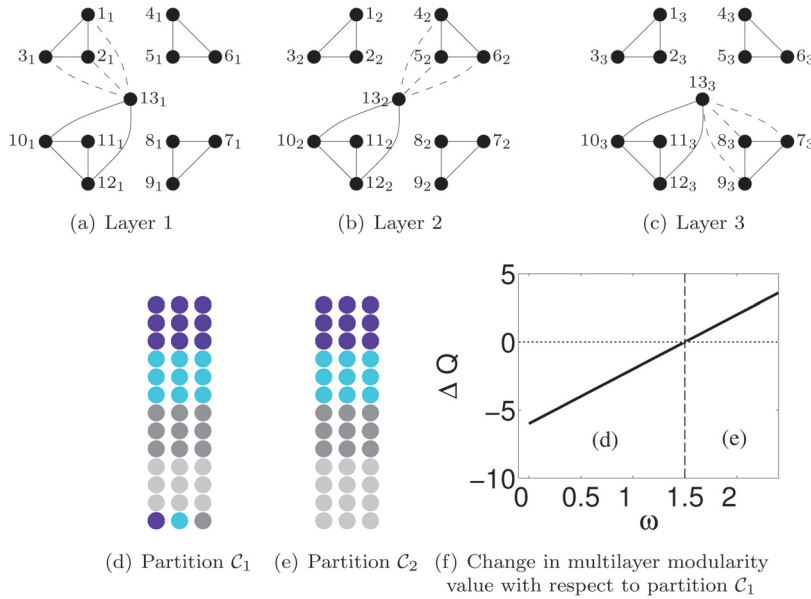 1₁ 4₁ 1₂ 4₂ 1₃ 4₃
3₁ 2₁ 5₁ 6₁ 3₂ 2₂ 5₂ 6₂ 3₃ 2₃ 5₃ 6₃
13₁ 13₂ 13₃
10₁ 11₁ 8₁ 7₁ 10₂ 11₂ 8₂ 7₂ 10₃ 11₃ 8₃ 7₃
12₁ 9₁ 12₂ 9₂ 12₃ 9₃
(a) Layer 1 (b) Layer 2 (c) Layer 3
5
0
−5
−10
Δ Q
(d) (e)
0 0.5 1 1.5 2
ω
(d) Partition 𝒞₁ (e) Partition 𝒞₂ (f) Change in multilayer modularity
value with respect to partition 𝒞₁